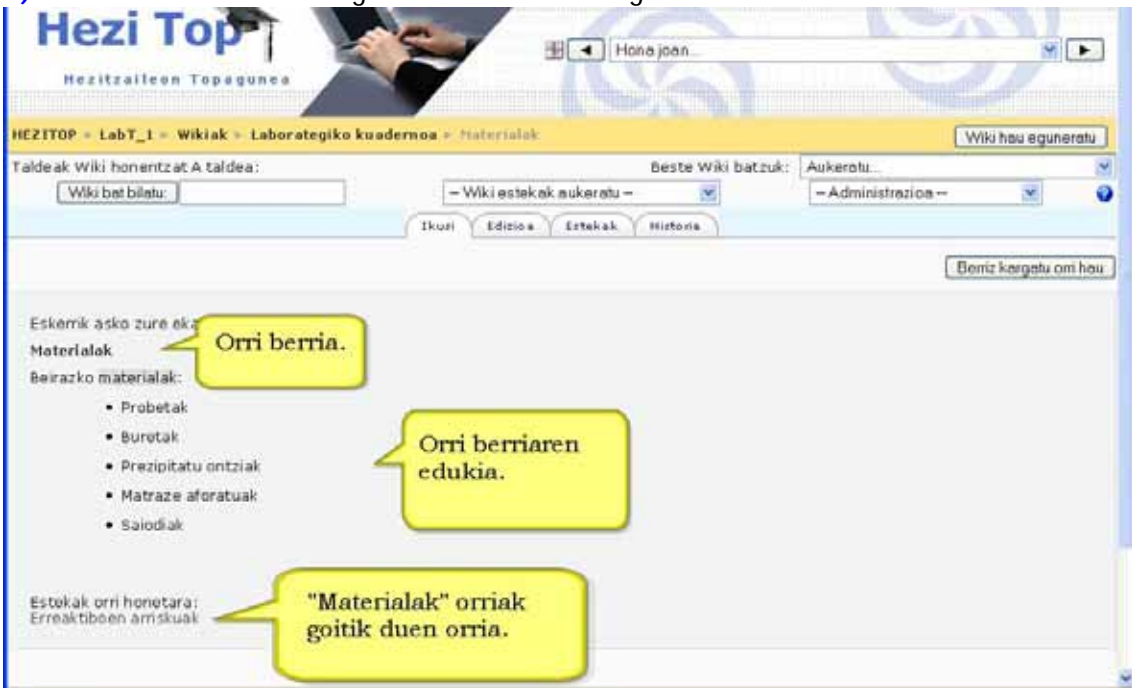 Hezi Top
Hezitzaileon Topagunea
Hona joan...
HEZITOP » LabT_1 » Wikiak » Laborategiko kuadernoa » Materialak
Wiki hau eguneratu
Taldeak Wiki honentzat A taldea:
Beste Wiki batzuk: Aukeratu...
Wiki bat bilatu:
-- Wiki estekak aukeratu --
-- Administrazioa --
Ikusi Edizioa Estekak Historia
Berriz kargatu orri hau
Eskerrik asko zure
Orri berria.
Materialak
Beirazko materialak:
• Probetak
• Buretak
• Prezipitatu ontziak
• Matraze aforatuak
• Saiodiak
Orri berriaren
edukia.
Estekak orri honetara:
Erreaktiboen arriskuak
"Materialak" orriak
goitik duen orria.